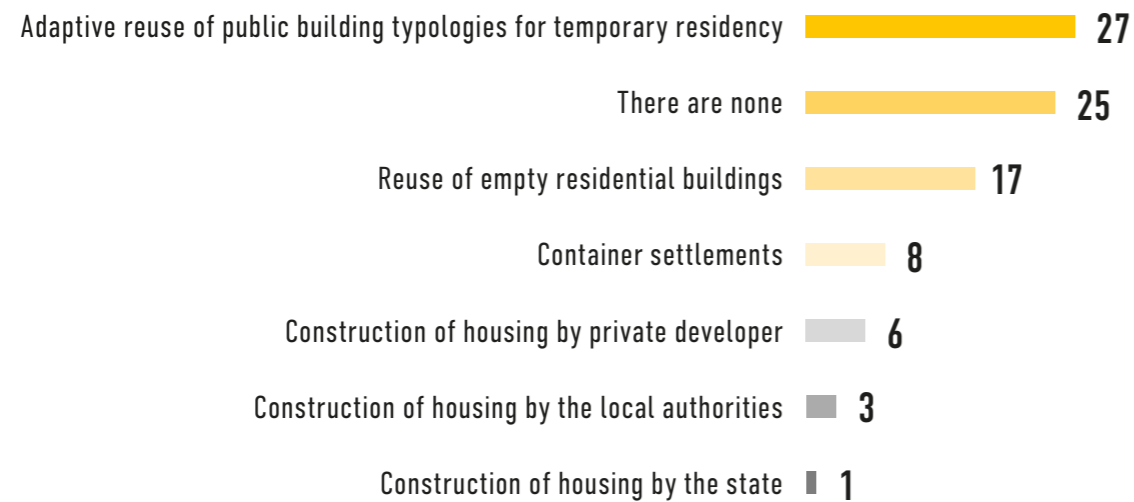 Adaptive reuse of public building typologies for temporary residency 27
There are none 25
Reuse of empty residential buildings 17
Container settlements 8
Construction of housing by private developer 6
Construction of housing by the local authorities 3
Construction of housing by the state 1